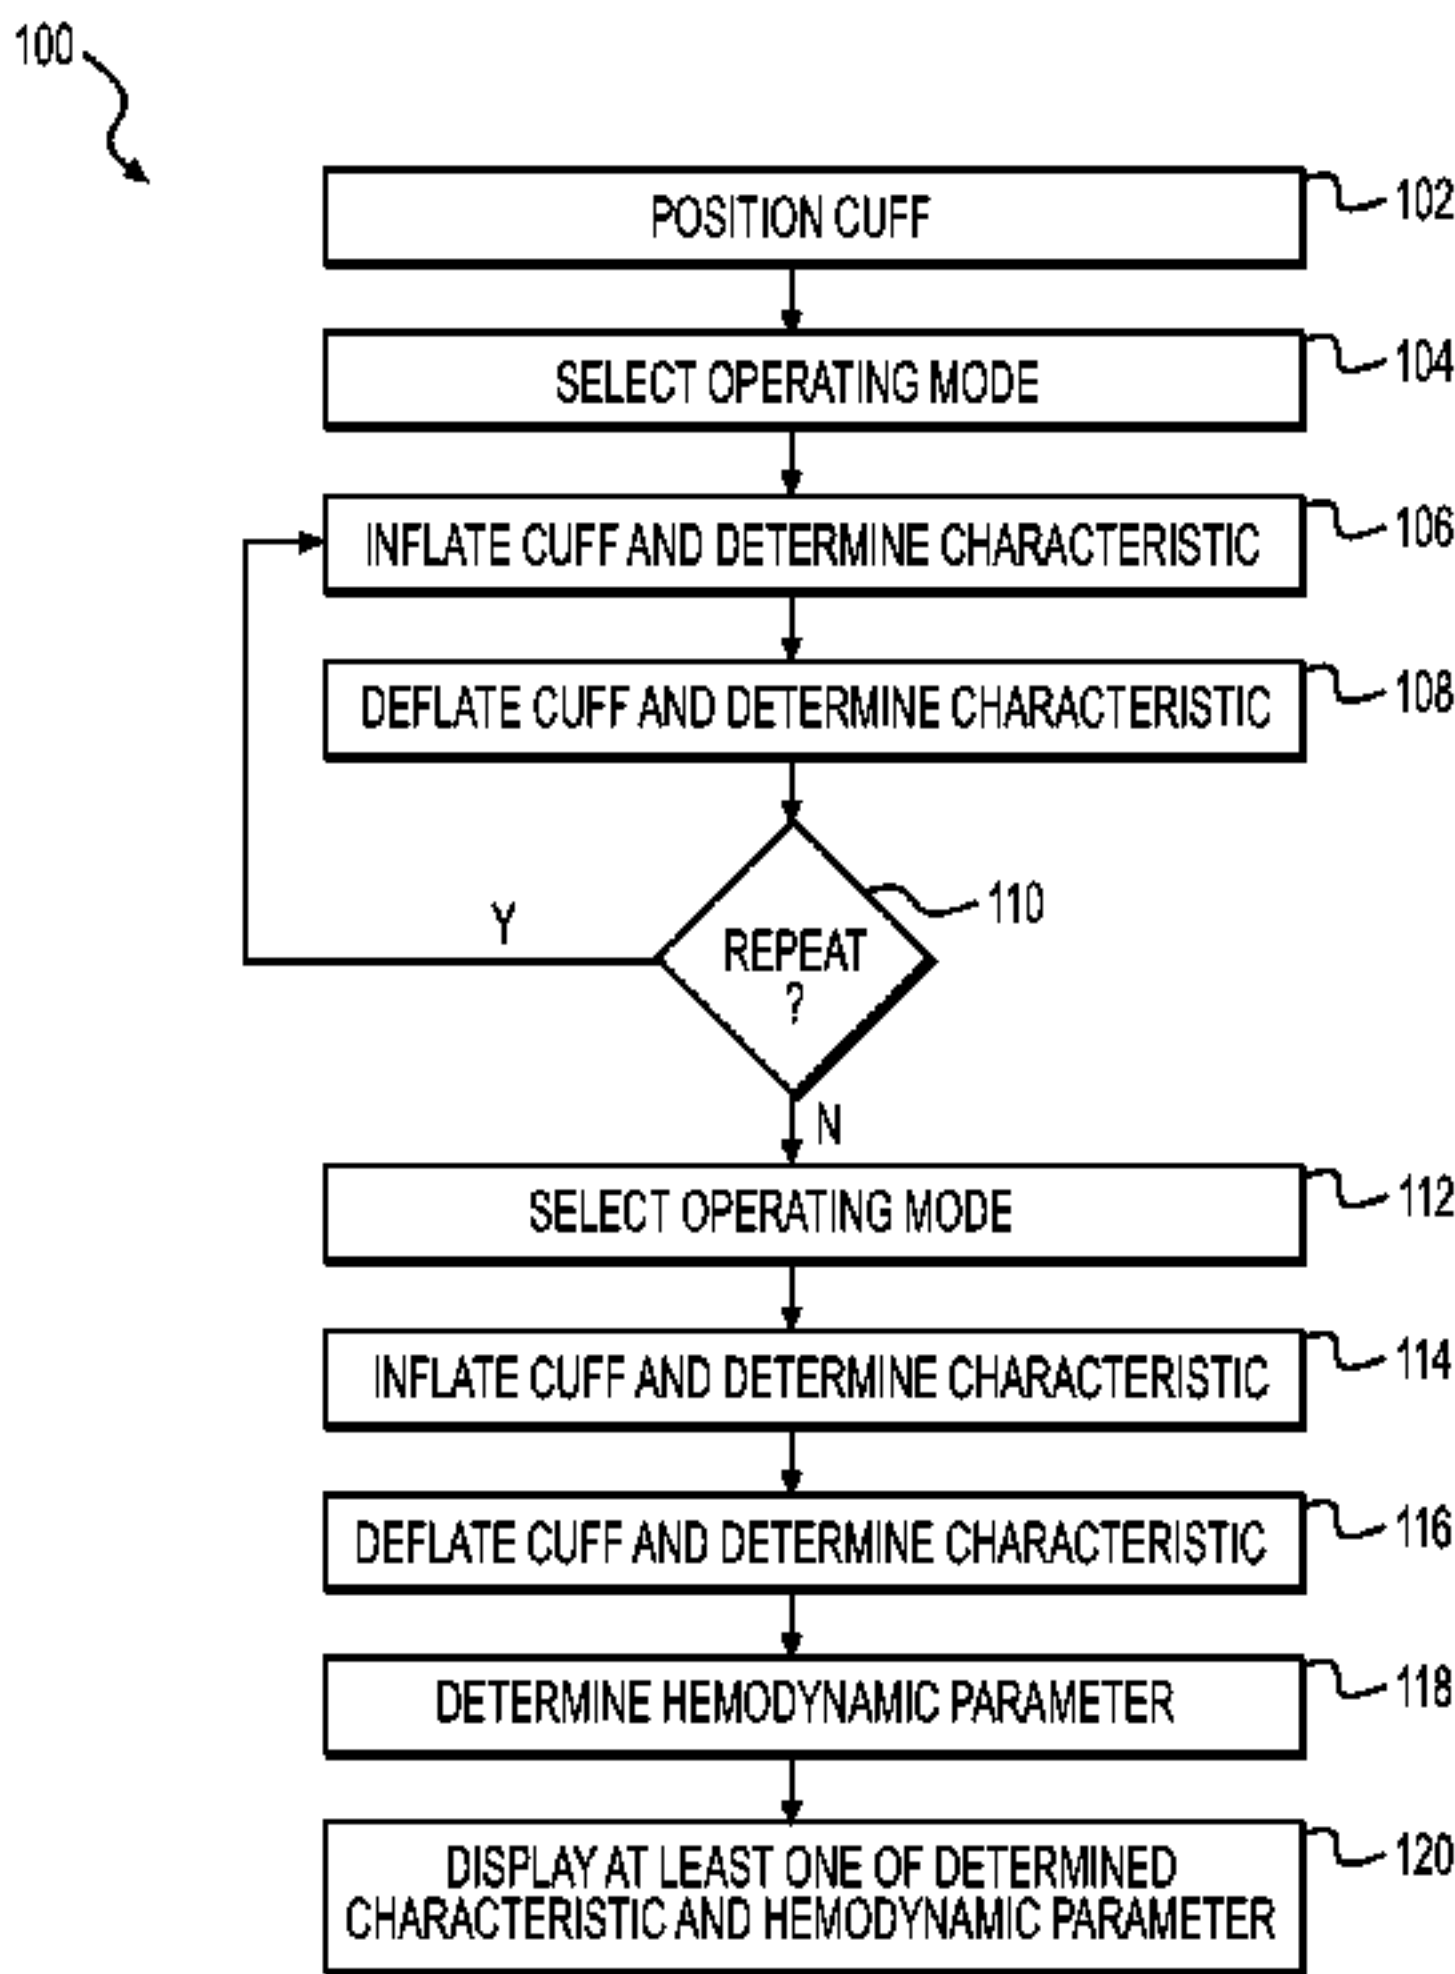 100
POSITION CUFF
102
SELECT OPERATING MODE
104
INFLATE CUFF AND DETERMINE CHARACTERISTIC
106
DEFLATE CUFF AND DETERMINE CHARACTERISTIC
108
REPEAT
?
110
Y
N
SELECT OPERATING MODE
112
INFLATE CUFF AND DETERMINE CHARACTERISTIC
114
DEFLATE CUFF AND DETERMINE CHARACTERISTIC
116
DETERMINE HEMODYNAMIC PARAMETER
118
DISPLAY AT LEAST ONE OF DETERMINED
CHARACTERISTIC AND HEMODYNAMIC PARAMETER
120